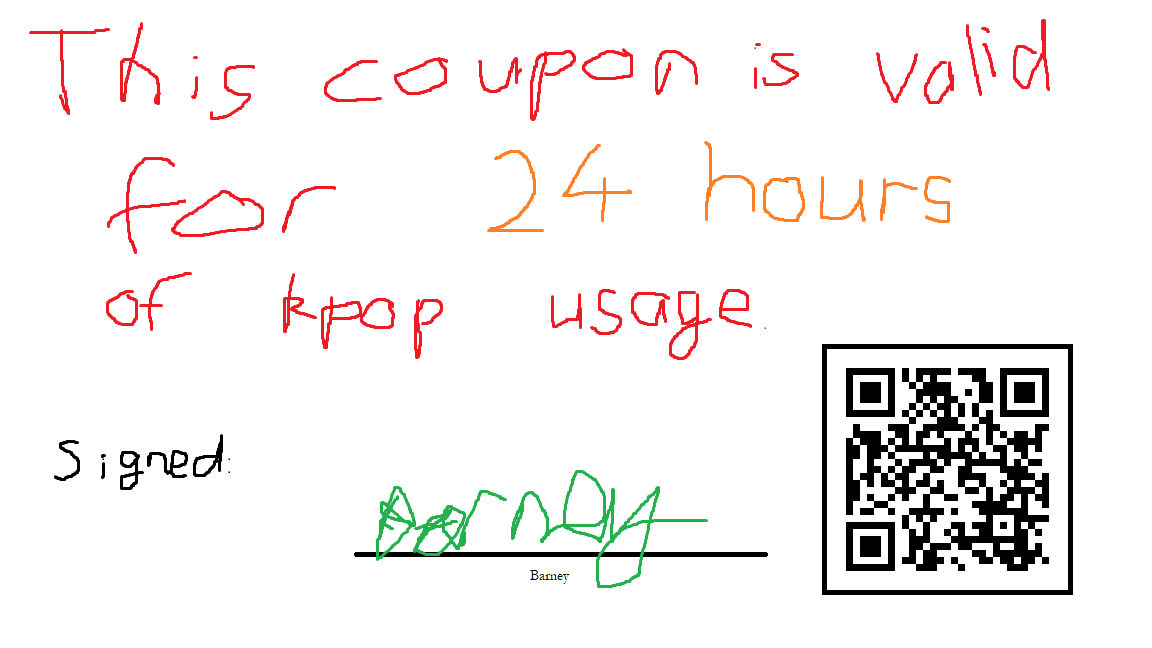 This coupon is valid
for 24 hours
of kpop usage.
Signed:
Barney
Barney